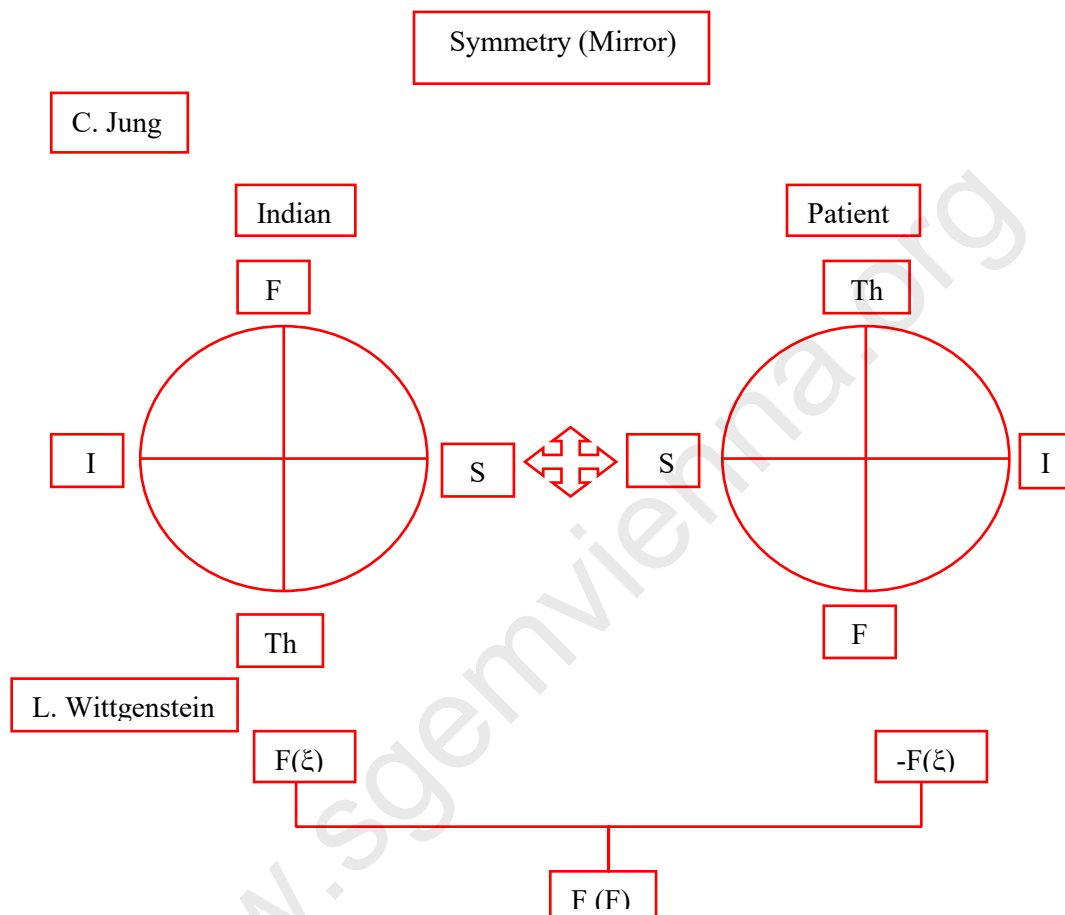 Symmetry (Mirror)
C. Jung
Indian
Patient
F
Th
I
S
S
I
Th
F
L. Wittgenstein
F(ξ)
-F(ξ)
F (F)
www.sgemvienna.org